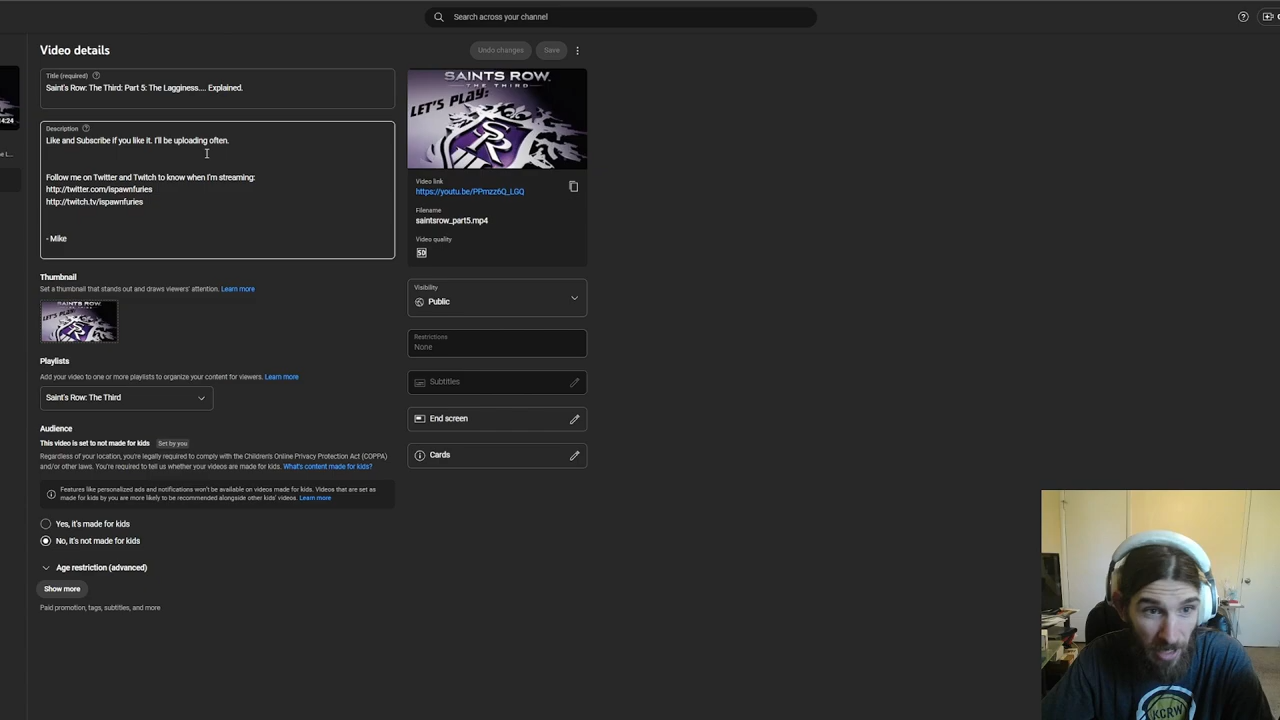 Search across your channel
Video details
Undo changes
Save
Title (required)
Saint's Row: The Third: Part 5: The Lagginess.... Explained.
Description
Like and Subscribe if you like it. I'll be uploading often.
Follow me on Twitter and Twitch to know when I'm streaming:
http://twitter.com/ispawnfuries
http://twitch.tv/ispawnfuries
- Mike
Thumbnail
Set a thumbnail that stands out and draws viewers' attention. Learn more
SAINTS ROW
LET'S PLAY:
Playlists
Add your video to one or more playlists to organize your content for viewers. Learn more
Saint's Row: The Third
Audience
This video is set to not made for kids Set by you
Regardless of your location, you're legally required to comply with the Children's Online Privacy Protection Act (COPPA)
and/or other laws. You're required to tell us whether your videos are made for kids. What's content made for kids?
Features like personalized ads and notifications won't be available on videos made for kids. Videos that are set as
made for kids by you are more likely to be recommended alongside other kids' videos. Learn more
Yes, it's made for kids
No, it's not made for kids
Age restriction (advanced)
Show more
Paid promotion, tags, subtitles, and more
SAINTS ROW
THE THIRD
LET'S PLAY:
Video link
https://youtu.be/PPmzz6Q_LGQ
Filename
saintsrow_part5.mp4
Video quality
SD
Visibility
Public
Restrictions
None
Subtitles
End screen
Cards
14:24
KCRW